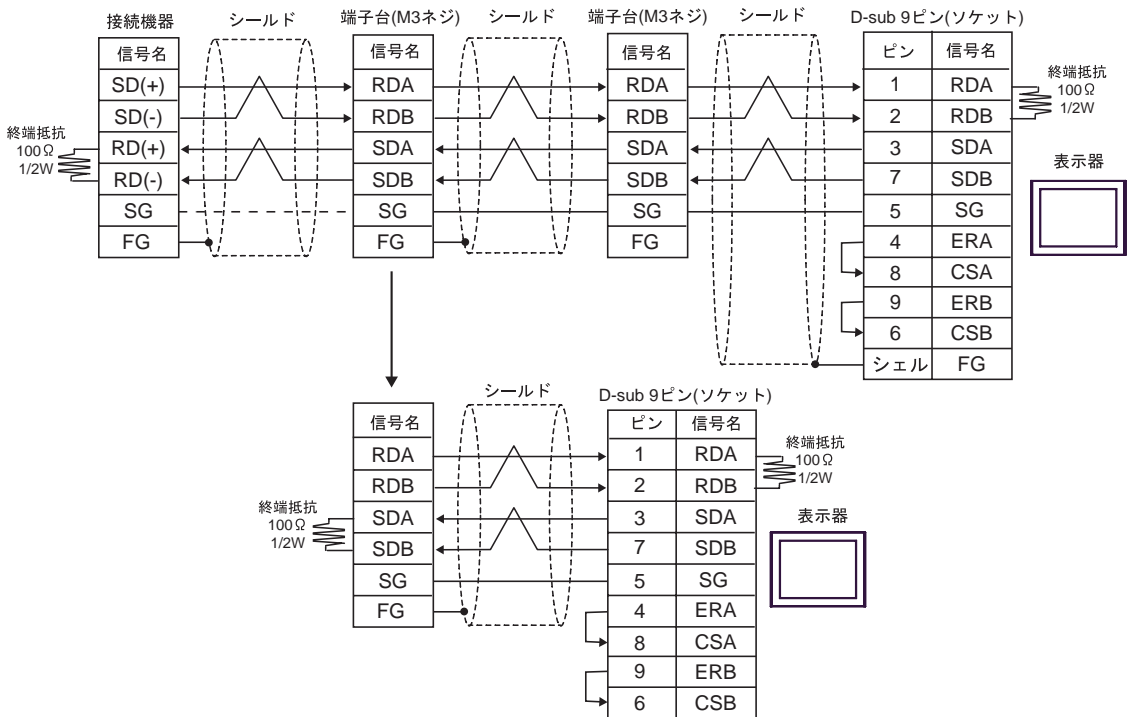 接続機器
シールド
端子台(M3ネジ)
シールド
端子台(M3ネジ)
シールド
D-sub 9ピン(ソケット)
信号名
信号名
信号名
ピン 信号名
SD(+) RDA RDA 1 RDA
SD(-) RDB RDB 2 RDB
RD(+) SDA SDA 3 SDA
RD(-) SDB SDB 7 SDB
SG SG SG 5 SG
FG FG FG 4 ERA
8 CSA
9 ERB
6 CSB
シェル FG
終端抵抗
100Ω
1/2W
終端抵抗
100Ω
1/2W
表示器
シールド
D-sub 9ピン(ソケット)
信号名
ピン 信号名
RDA 1 RDA
RDB 2 RDB
SDA 3 SDA
SDB 7 SDB
SG 5 SG
FG 4 ERA
8 CSA
9 ERB
6 CSB
終端抵抗
100Ω
1/2W
終端抵抗
100Ω
1/2W
表示器